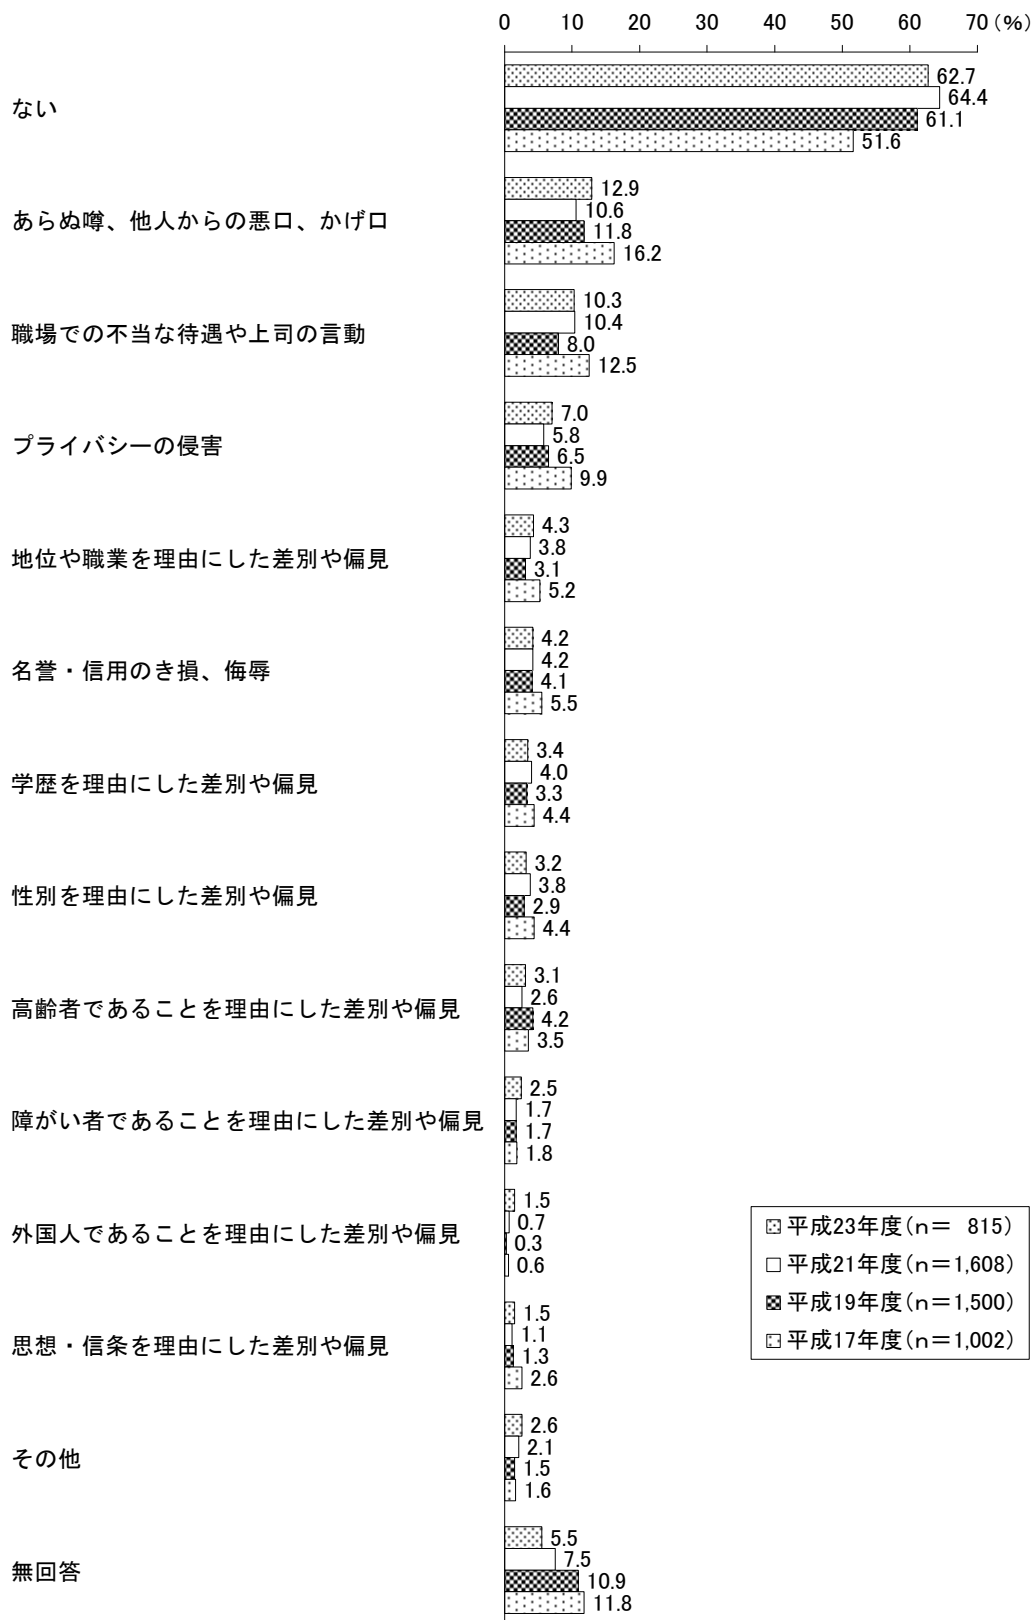 0 10 20 30 40 50 60 70 (%)
ない
62.7
64.4
61.1
51.6
あらぬ噂、他人からの悪口、かげ口
12.9
10.6
11.8
16.2
職場での不当な待遇や上司の言動
10.3
10.4
8.0
12.5
プライバシーの侵害
7.0
5.8
6.5
9.9
地位や職業を理由にした差別や偏見
4.3
3.8
3.1
5.2
名誉・信用のき損、侮辱
4.2
4.2
4.1
5.5
学歴を理由にした差別や偏見
3.4
4.0
3.3
4.4
性別を理由にした差別や偏見
3.2
3.8
2.9
4.4
高齢者であることを理由にした差別や偏見
3.1
2.6
4.2
3.5
障がい者であることを理由にした差別や偏見
2.5
1.7
1.7
1.8
外国人であることを理由にした差別や偏見
1.5
0.7
0.3
0.6
思想・信条を理由にした差別や偏見
1.5
1.1
1.3
2.6
その他
2.6
2.1
1.5
1.6
無回答
5.5
7.5
10.9
11.8
平成23年度(n= 815)
平成21年度(n=1,608)
平成19年度(n=1,500)
平成17年度(n=1,002)